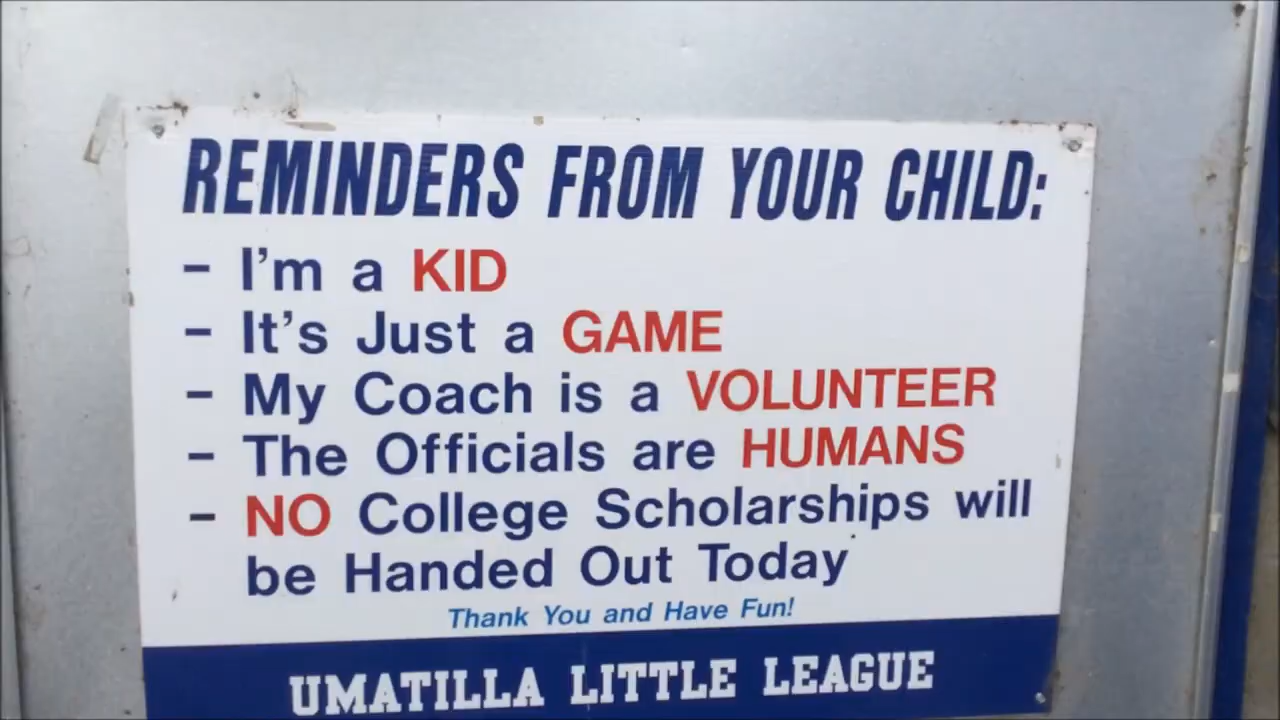 REMINDERS FROM YOUR CHILD:
- I'm a KID
- It's Just a GAME
- My Coach is a VOLUNTEER
- The Officials are HUMANS
- NO College Scholarships will
be Handed Out Today
Thank You and Have Fun!
UMATILLA LITTLE LEAGUE